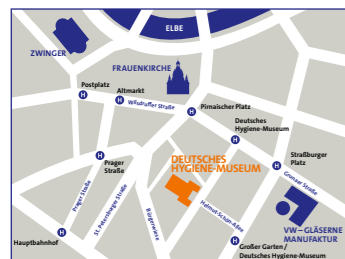 ELBE
ZWINGER
FRAUENKIRCHE
Postplatz
Altmarkt
Wilsdruffer Straße
Pirnaischer Platz
Deutsches
Hygiene-Museum
Prager
Straße
DEUTSCHES
HYGIENE-MUSEUM
Straßburger
Platz
Grunaer Straße
Prager Straße
St. Petersburger Straße
Bürgerwiese
Helmut-Schön-Allee
VW–GLÄSERNE
MANUFAKTUR
Hauptbahnhof
Großer Garten /
Deutsches Hygiene-Museum
H
H
H
H
H
H
H
H